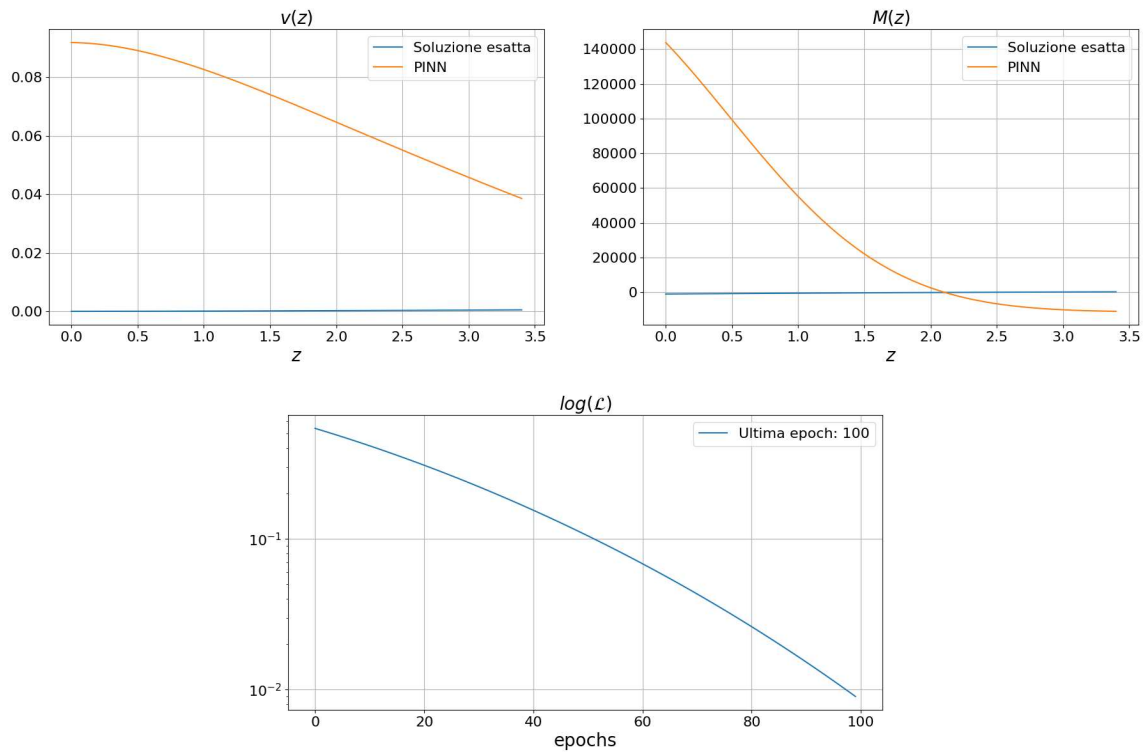 v(z)
Soluzione esatta
PINN
0.08
0.06
0.04
0.02
0.00
0.0 0.5 1.0 1.5 2.0 2.5 3.0 3.5
z
M(z)
Soluzione esatta
PINN
140000
120000
100000
80000
60000
40000
20000
0
0.0 0.5 1.0 1.5 2.0 2.5 3.0 3.5
z
log(ℒ)
Ultima epoch: 100
10⁻¹
10⁻²
0 20 40 60 80 100
epochs